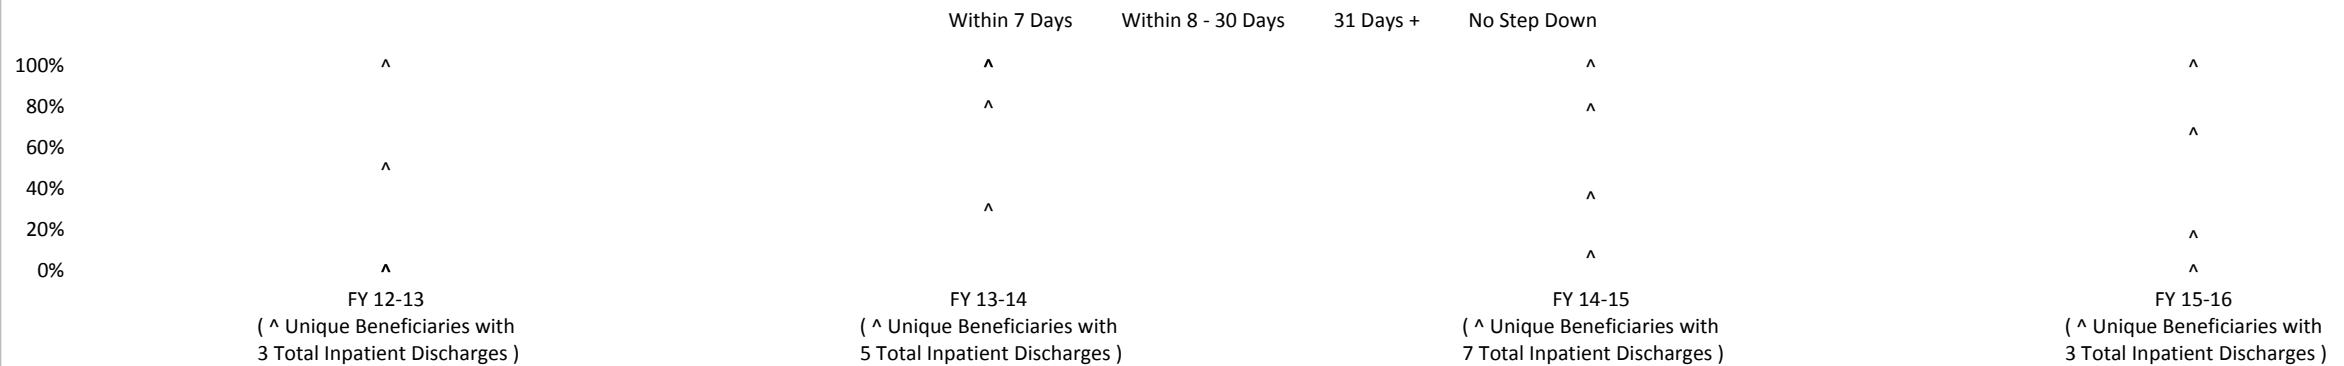 Within 7 Days Within 8 - 30 Days 31 Days + No Step Down
100% ^ ^ ^ ^
80% ^ ^
60% ^
^ ^
40% ^
^
20% ^
^
0% ^ ^
FY 12-13 FY 13-14 FY 14-15 FY 15-16
( ^ Unique Beneficiaries with ( ^ Unique Beneficiaries with ( ^ Unique Beneficiaries with ( ^ Unique Beneficiaries with
3 Total Inpatient Discharges ) 5 Total Inpatient Discharges ) 7 Total Inpatient Discharges ) 3 Total Inpatient Discharges )